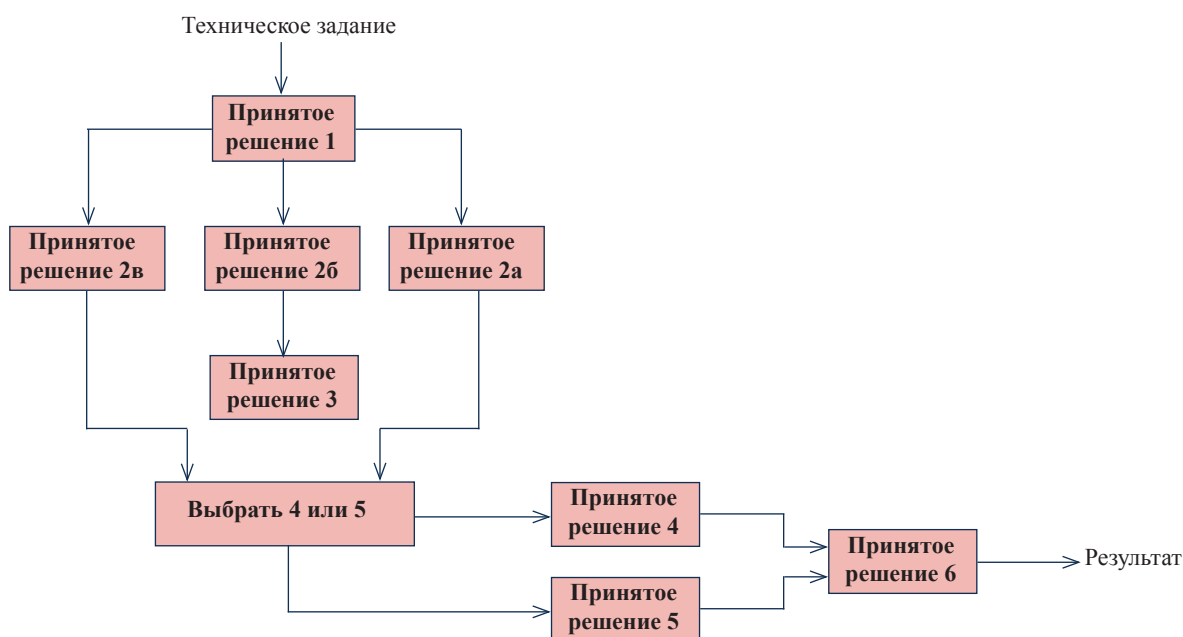 Техническое задание
Принятое
решение 1
Принятое
решение 2в
Принятое
решение 2б
Принятое
решение 2а
Принятое
решение 3
Выбрать 4 или 5
Принятое
решение 4
Принятое
решение 5
Принятое
решение 6
Результат